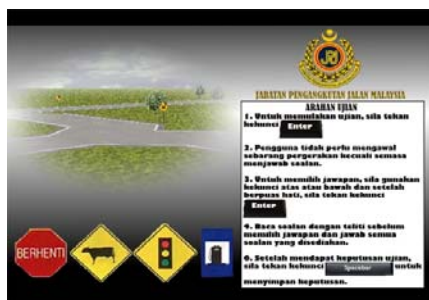 JPJ
JABATAN PENGANGKUTAN JALAN MALAYSIA
ARAHAN UJIAN
1. Untuk memulakan ujian, sila tekan
kekunci Enter
2. Pengguna tidak perlu mengawal
sebarang pergerakan kecuali semasa
menjawab soalan.
3. Untuk memilih jawapan, sila gunakan
kekunci atas atau bawah dan setelah
berpuas hati, sila tekan kekunci
Enter
4. Baca soalan dengan teliti sebelum
memilih jawapan dan jawab semua
soalan yang disediakan.
6. Setelah mendapat keputusan ujian,
sila tekan kekunci Spacebar untuk
menyimpan keputusan.
BERHENTI